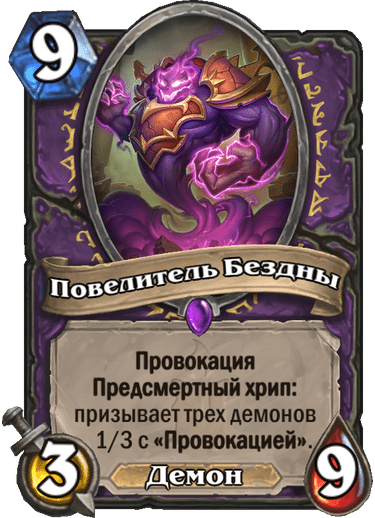 9
Повелитель Бездны
Провокация
Предсмертный хрип:
призывает трех демонов
1/3 с «Провокацией».
3
Демон
9